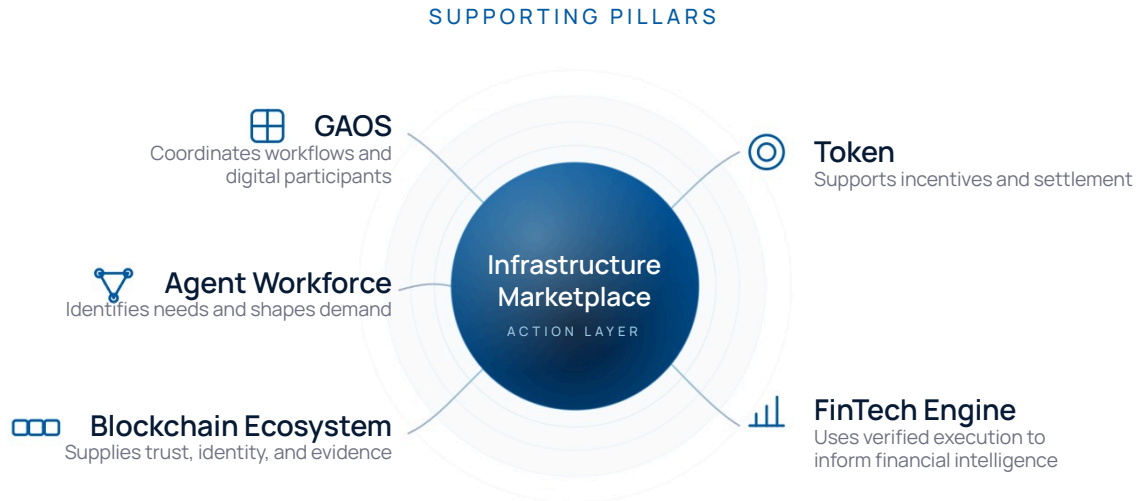 SUPPORTING PILLARS
GAOS
Coordinates workflows and
digital participants
Agent Workforce
Identifies needs and shapes demand
Blockchain Ecosystem
Supplies trust, identity, and evidence
Infrastructure
Marketplace
ACTION LAYER
Token
Supports incentives and settlement
FinTech Engine
Uses verified execution to
inform financial intelligence